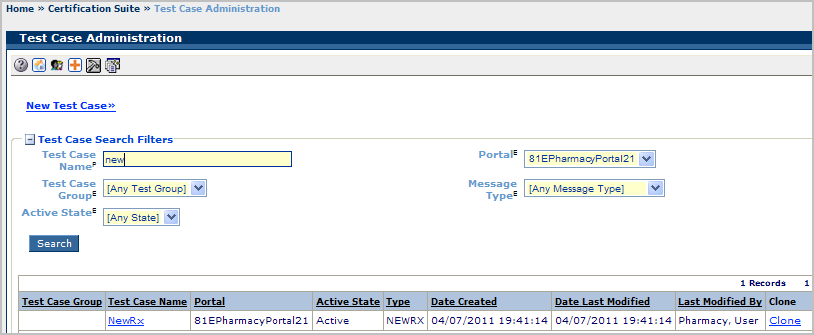 Home » Certification Suite » Test Case Administration
Test Case Administration
New Test Case»
Test Case Search Filters
Test Case Name P new Portal E 81EPharmacyPortal21
Test Case Group E [Any Test Group] Message Type E [Any Message Type]
Active State E [Any State]
Search
1 Records 1
Test Case Group Test Case Name Portal Active State Type Date Created Date Last Modified Last Modified By Clone
NewRx 81EPharmacyPortal21 Active NEWRX 04/07/2011 19:41:14 04/07/2011 19:41:14 Pharmacy, User Clone